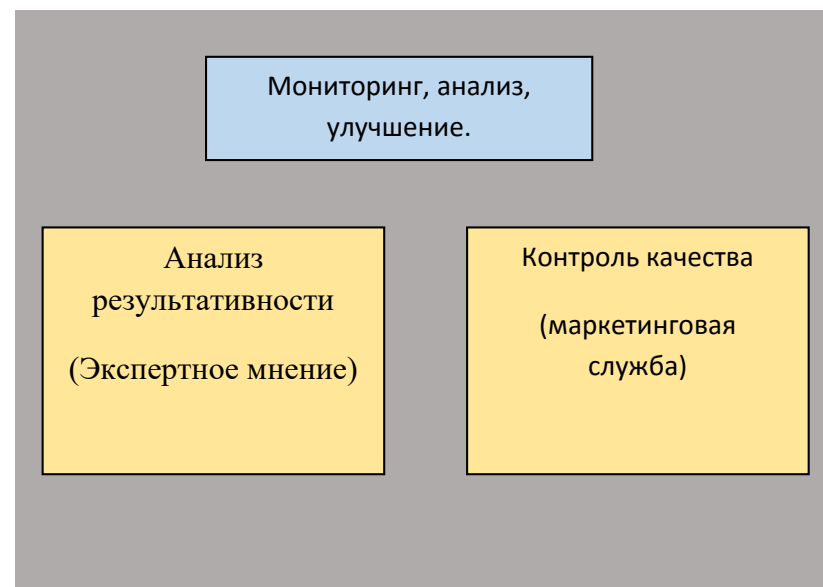 Мониторинг, анализ,
улучшение.
Анализ
результативности
(Экспертное мнение)
Контроль качества
(маркетинговая
служба)